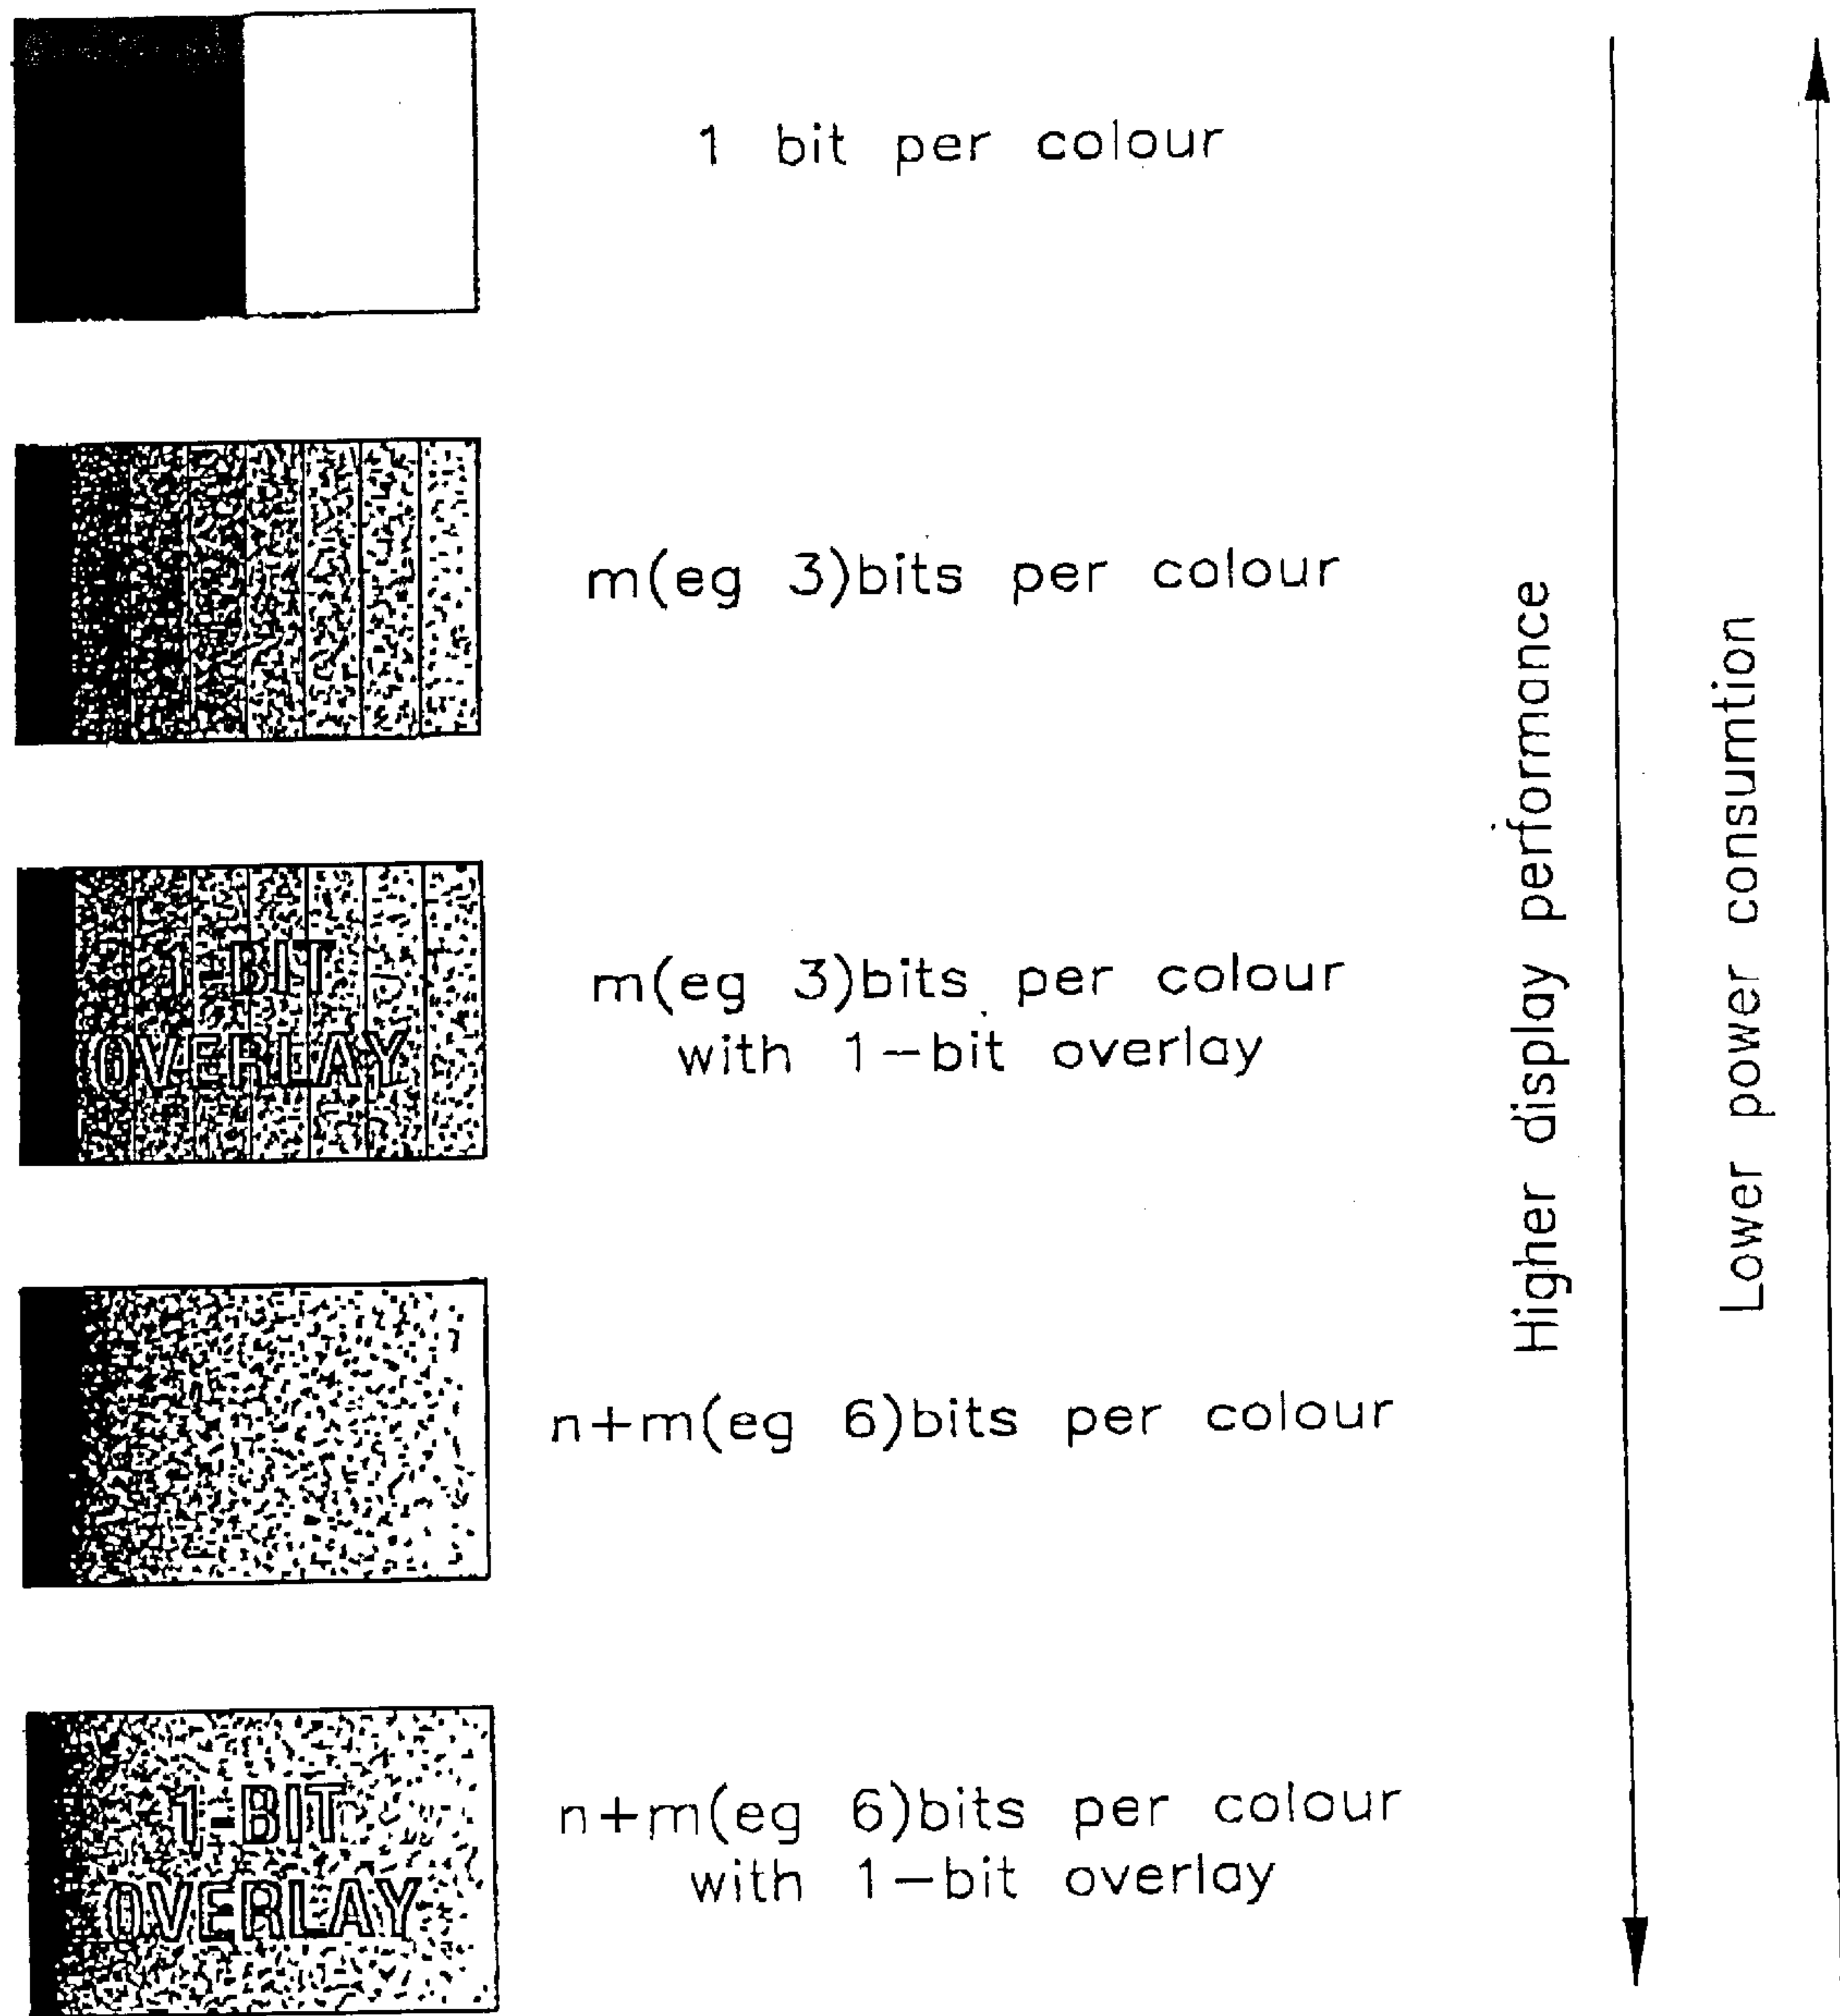 1 bit per colour
m(eg 3)bits per colour
1-BIT
OVERLAY
m(eg 3)bits per colour
with 1-bit overlay
n+m(eg 6)bits per colour
1-BIT
OVERLAY
n+m(eg 6)bits per colour
with 1-bit overlay
Higher display performance
Lower power consumtion